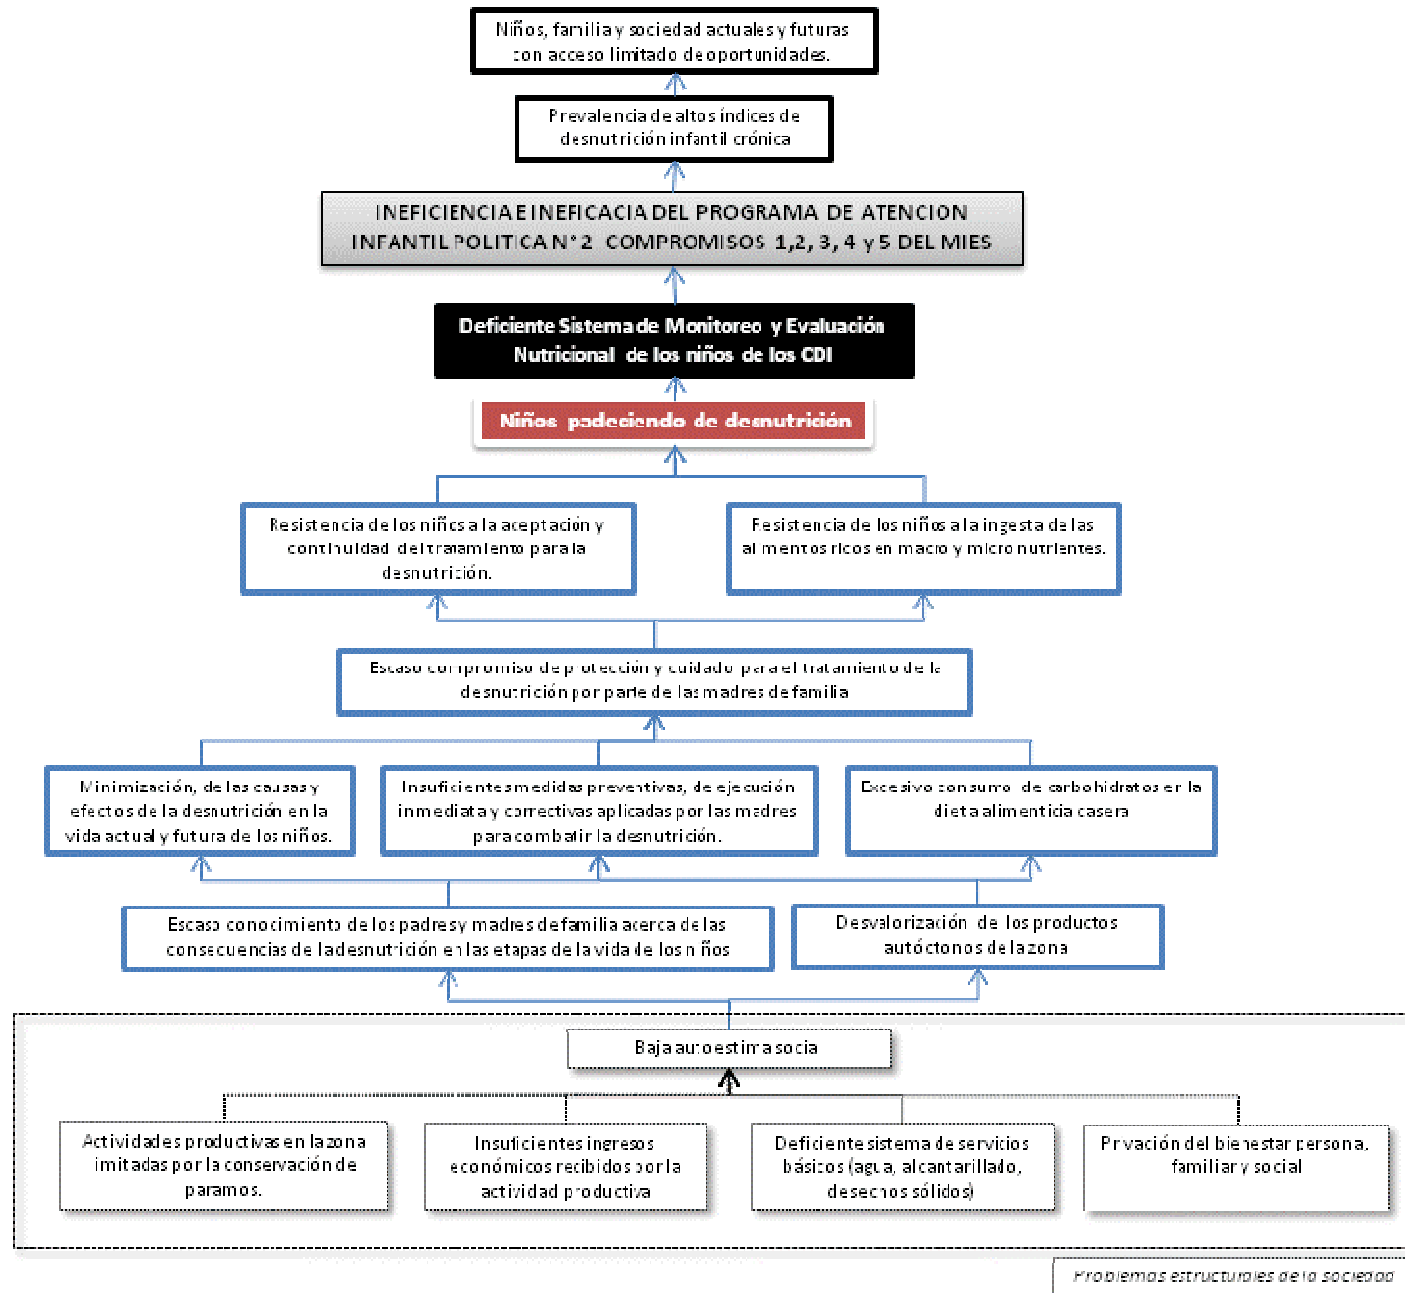 Niños, familia y sociedad actuales y futuras
con acceso limitado de oportunidades.
Prevalencia de altos índices de
desnutrición infantil crónica
INEFICIENCIA E INEFICACIA DEL PROGRAMA DE ATENCION
INFANTIL POLITICA N° 2 COMPROMISOS 1,2, 3, 4 y 5 DEL MIES
Deficiente Sistema de Monitoreo y Evaluación
Nutricional de los niños de los CDI
Niños padeciendo de desnutrición
Resistencia de los niños a la aceptación y
continuidad del tratamiento para la
desnutrición.
Resistencia de los niños a la ingesta de las
alimentos ricos en macro y micro nutrientes.
Escaso compromiso de protección y cuidado para el tratamiento de la
desnutrición por parte de las madres de familia
Minimización, de las causas y
efectos de la desnutrición en la
vida actual y futura de los niños.
Insuficientes medidas preventivas, de ejecución
inmediata y correctivas aplicadas por las madres
para combatir la desnutrición.
Excesivo consumo de carbohidratos en la
dieta alimenticia casera
Escaso conocimiento de los padres y madres de familia acerca de las
consecuencias de la desnutrición en las etapas de la vida de los niños
Desvalorización de los productos
autóctonos de la zona
Baja autoestima socia
Actividades productivas en la zona
imitadas por la conservación de
paramos.
Insuficientes ingresos
económicos recibidos por la
actividad productiva
Deficiente sistema de servicios
básicos (agua, alcantarillado,
desechos sólidos)
Privación del bienestar persona,
familiar y social
Problemas estructurales de la sociedad